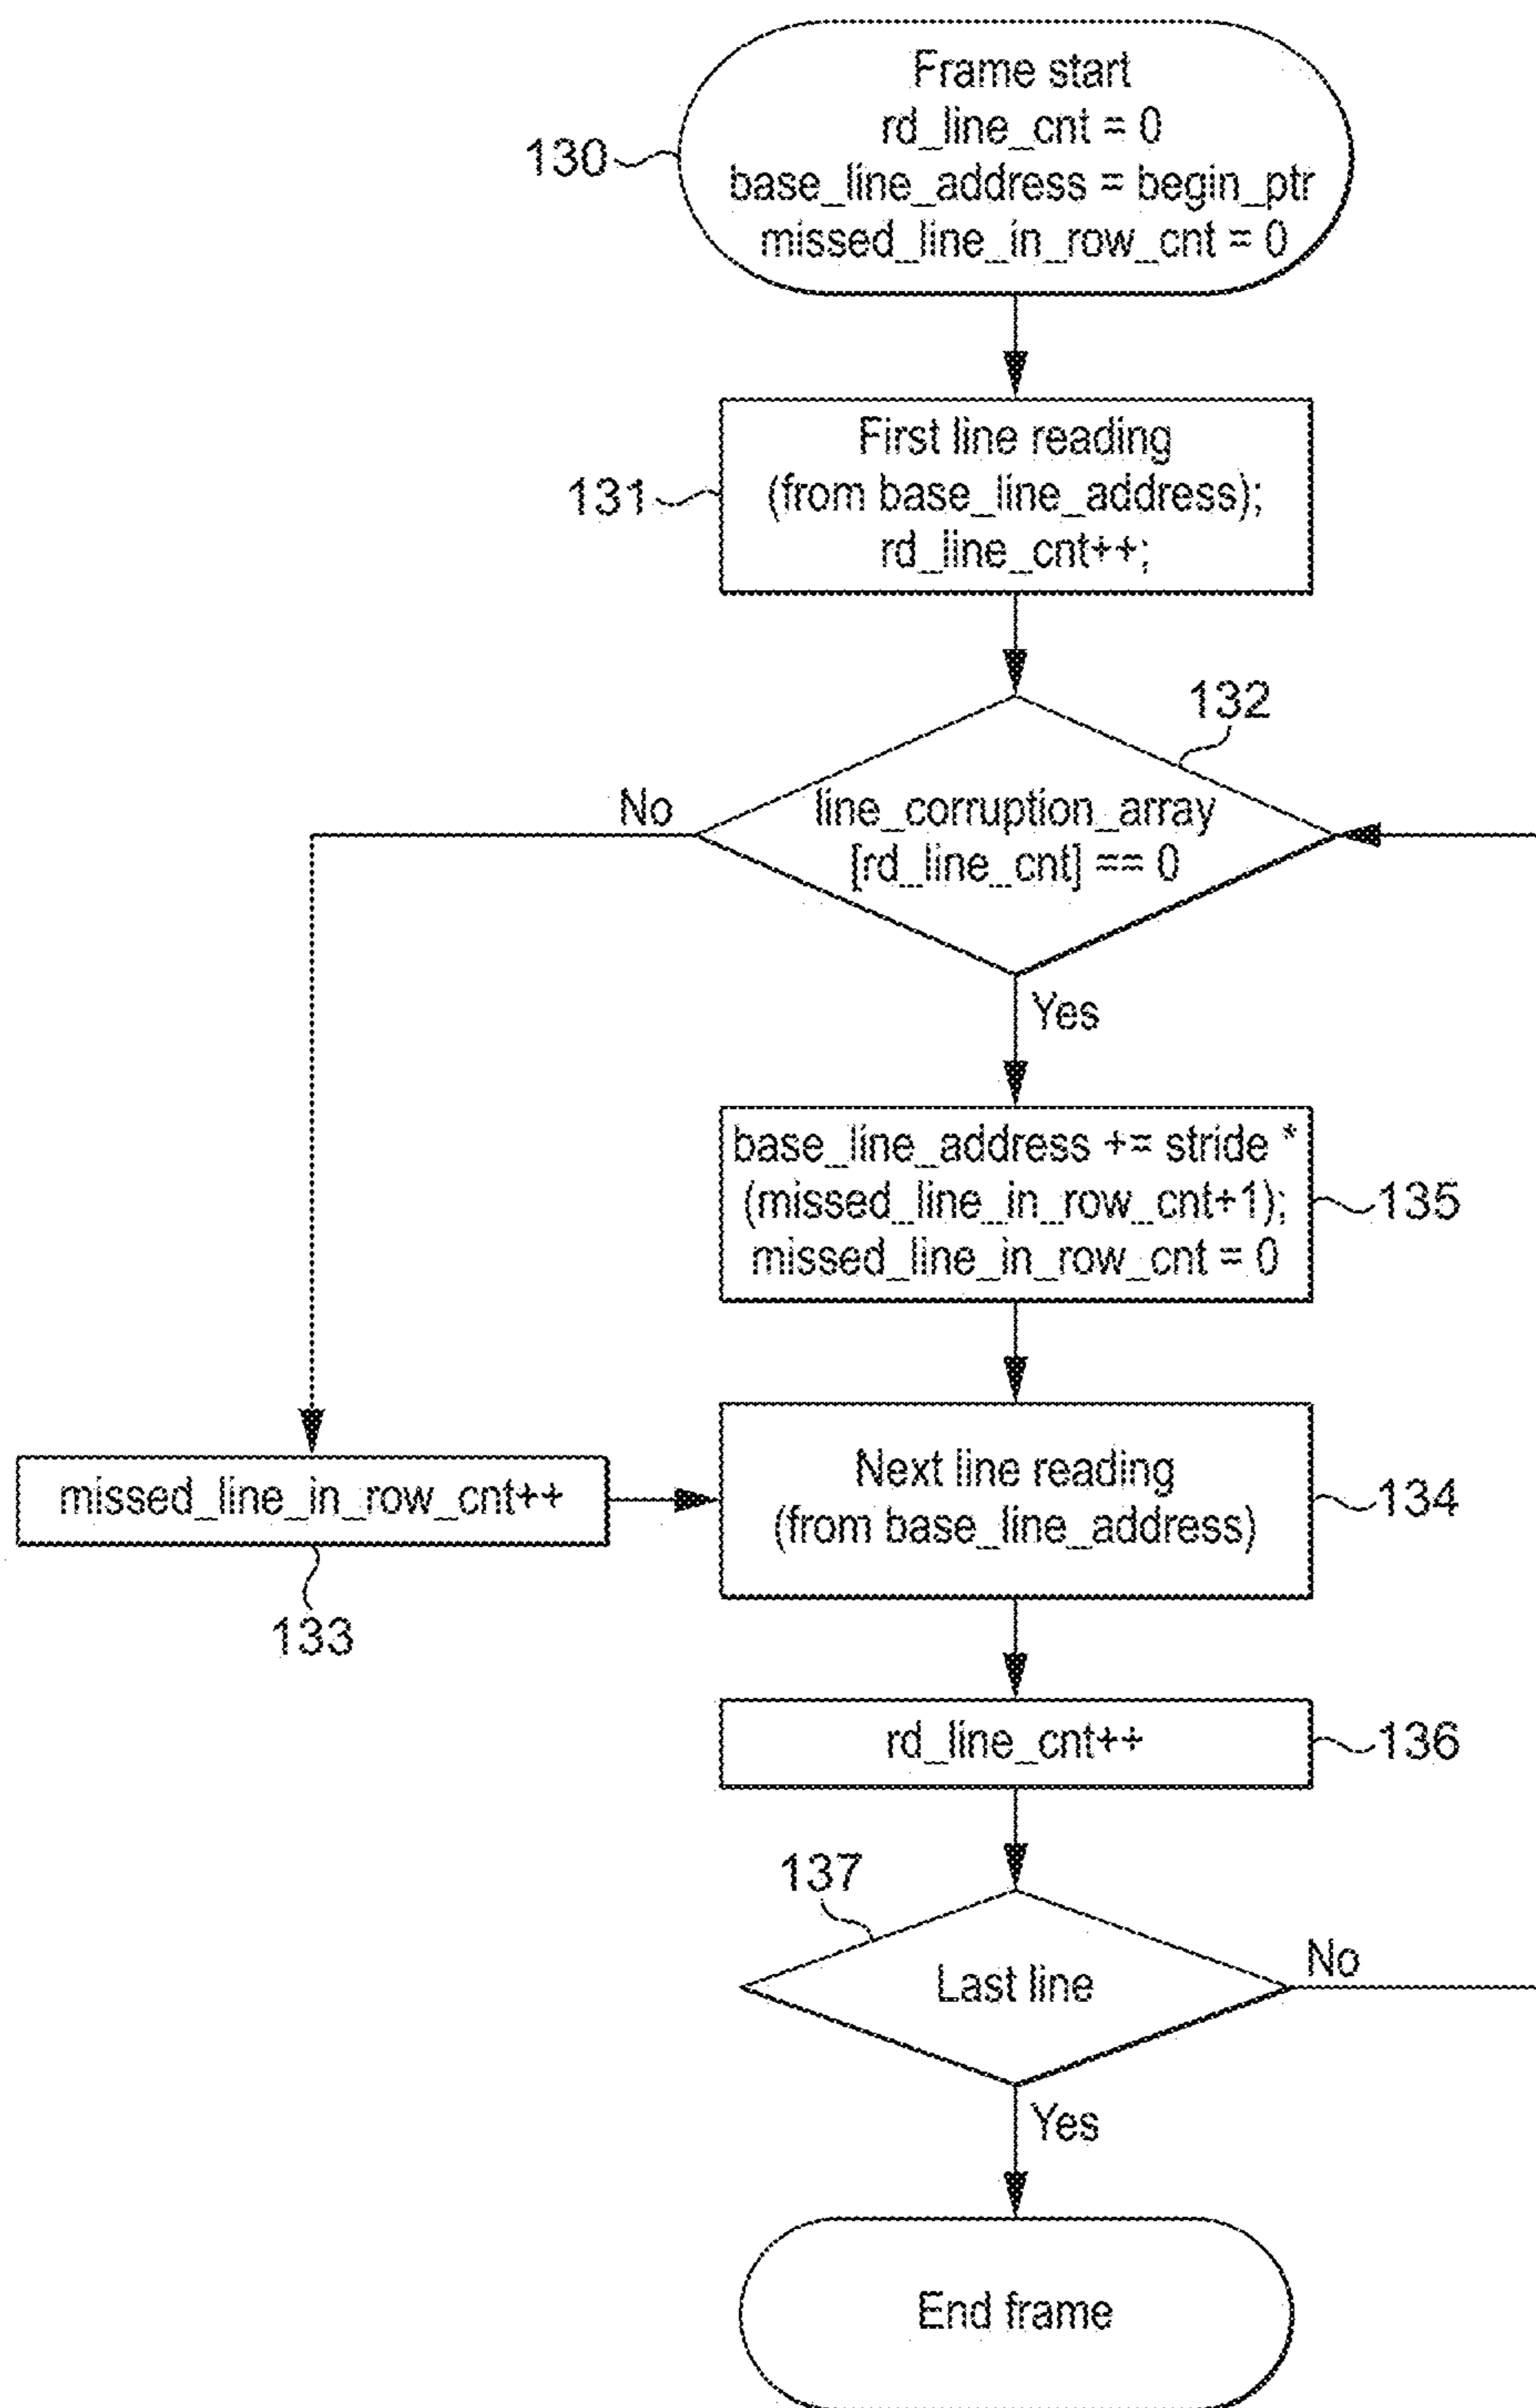 Frame start
rd_line_cnt = 0
base_line_address = begin_ptr
missed_line_in_row_cnt = 0
130
First line reading
(from base_line_address);
rd_line_cnt++;
131
132
line_corruption_array
[rd_line_cnt] == 0
No
Yes
base_line_address += stride *
(missed_line_in_row_cnt+1);
missed_line_in_row_cnt = 0
135
missed_line_in_row_cnt++
133
Next line reading
(from base_line_address)
134
rd_line_cnt++
136
137
Last line
No
Yes
End frame